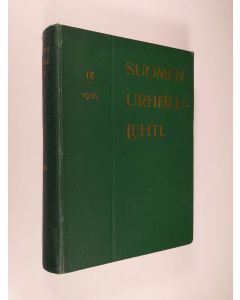 IX
1906
SUOMEN
URHEILU-
LEHTI.